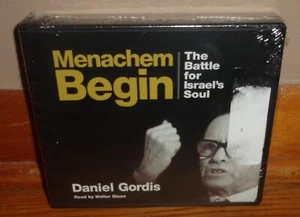 Menachem
Begin
The
Battle
for
Israel's
Soul
Daniel Gordis
Read by Walter Dixon